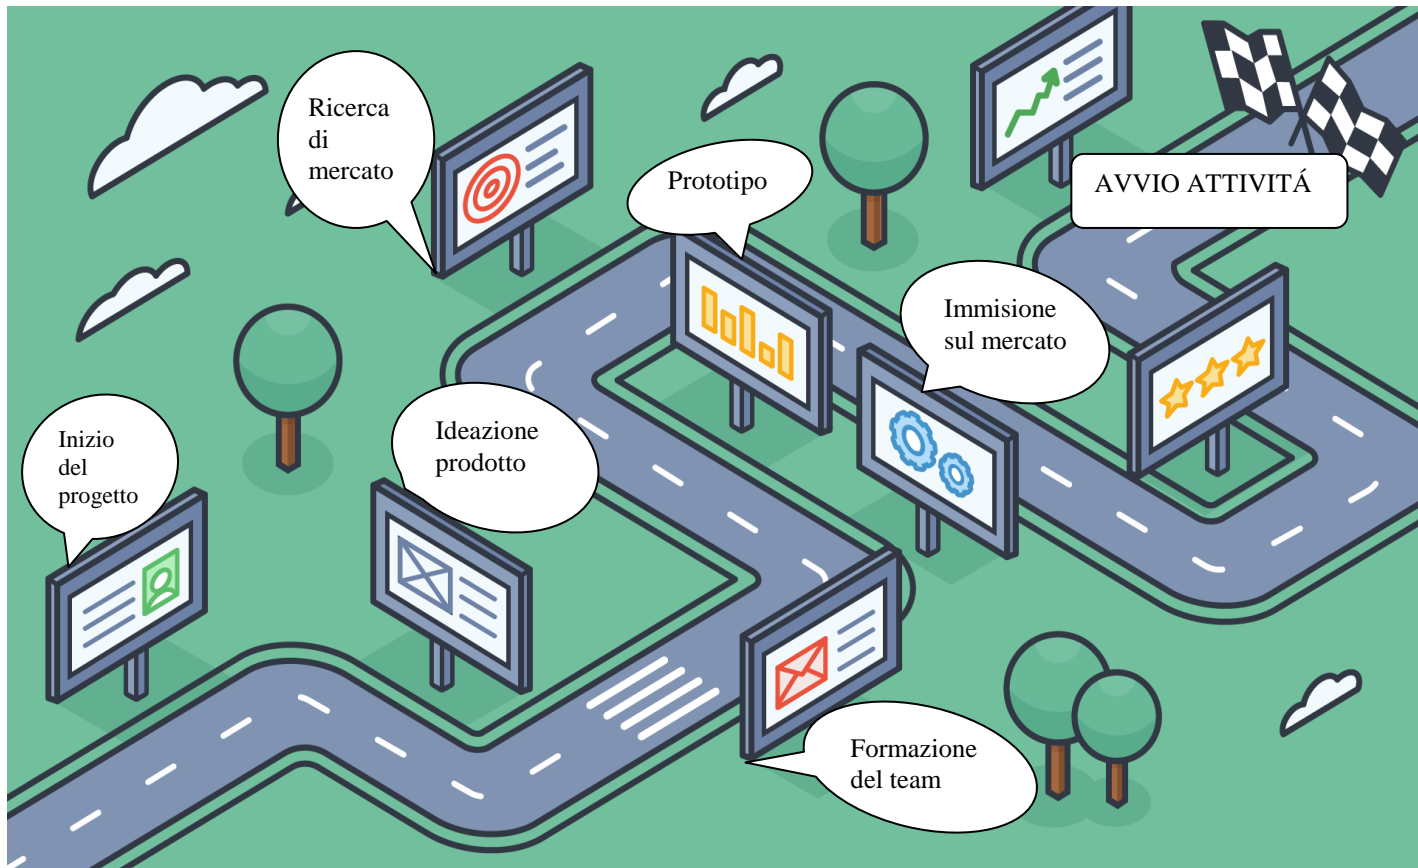 Ricerca
di
mercato
Prototipo
AVVIO ATTIVITÁ
Immisione
sul mercato
Ideazione
prodotto
Inizio
del
progetto
Formazione
del team